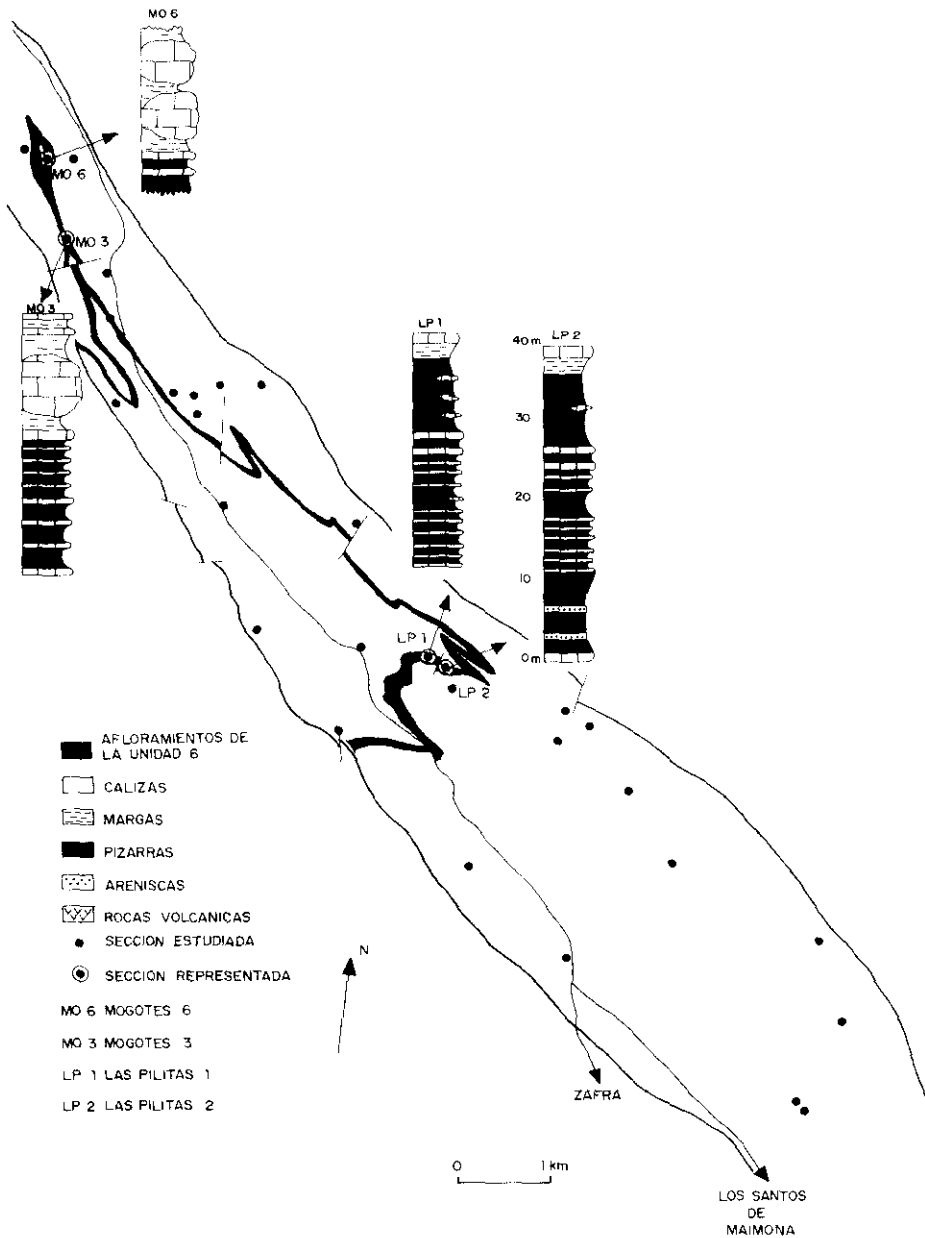 MO 6
MO 6
MO 3
MO 3
LP 1
LP 2
40 m
30
20
10
0 m
LP 1
LP 2
AFLORAMIENTOS DE
LA UNIDAD 6
CALIZAS
MARGAS
PIZARRAS
ARENISCAS
ROCAS VOLCANICAS
SECCION ESTUDIADA
SECCION REPRESENTADA
MO 6 MOGOTES 6
MO 3 MOGOTES 3
LP 1 LAS PILITAS 1
LP 2 LAS PILITAS 2
N
ZAFRA
0 1 km
LOS SANTOS
DE
MAIMONA